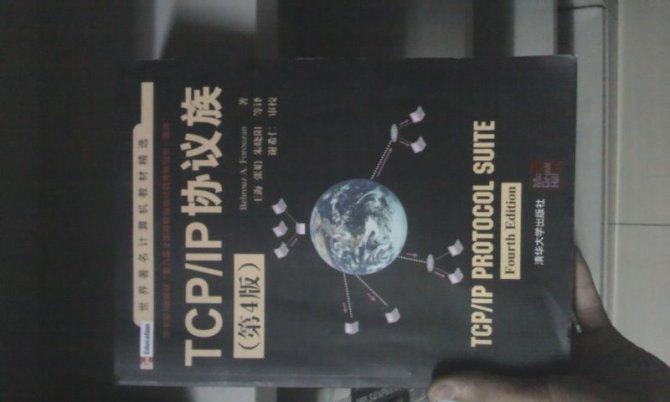 Education
世界著名计算机教材精选
TCP/IP 协议族
（第4版）
Behrouz A. Forouzan 著
王海 张娟 朱晓阳 等译
谢希仁 审校
TCP/IP PROTOCOL SUITE
Fourth Edition
清华大学出版社
Mc
Graw
Hill